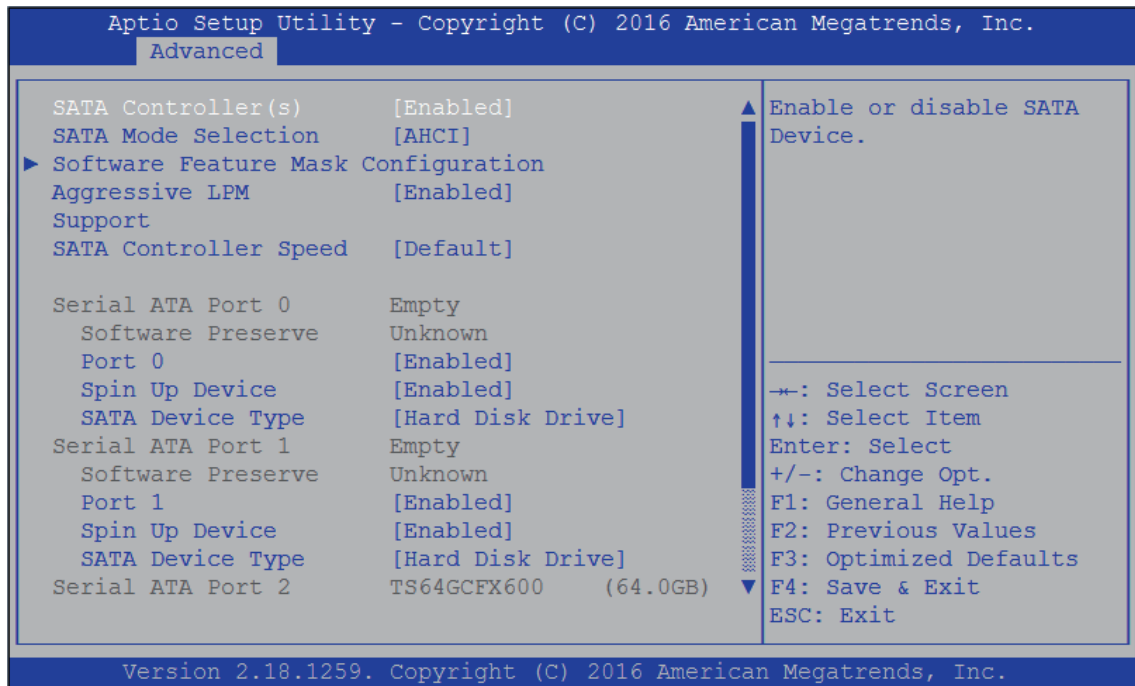 Aptio Setup Utility - Copyright (C) 2016 American Megatrends, Inc.
Advanced
SATA Controller(s) [Enabled]
SATA Mode Selection [AHCI]
► Software Feature Mask Configuration
Aggressive LPM [Enabled]
Support
SATA Controller Speed [Default]
Serial ATA Port 0 Empty
Software Preserve Unknown
Port 0 [Enabled]
Spin Up Device [Enabled]
SATA Device Type [Hard Disk Drive]
Serial ATA Port 1 Empty
Software Preserve Unknown
Port 1 [Enabled]
Spin Up Device [Enabled]
SATA Device Type [Hard Disk Drive]
Serial ATA Port 2 TS64GCFX600 (64.0GB)
Enable or disable SATA
Device.
→←: Select Screen
↑↓: Select Item
Enter: Select
+/-: Change Opt.
F1: General Help
F2: Previous Values
F3: Optimized Defaults
F4: Save & Exit
ESC: Exit
Version 2.18.1259. Copyright (C) 2016 American Megatrends, Inc.